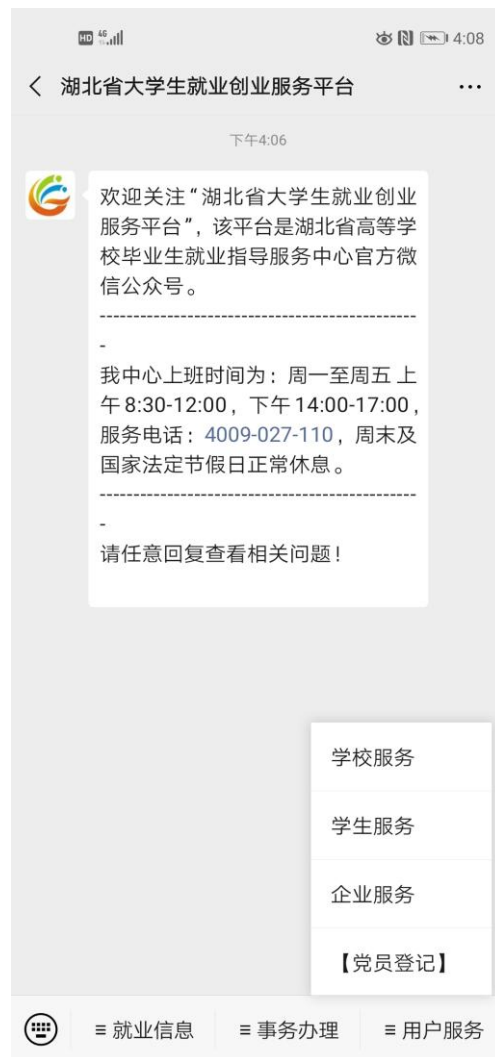 HD 4G 4:08
湖北省大学生就业创业服务平台
下午4:06
欢迎关注“湖北省大学生就业创业
服务平台”，该平台是湖北省高等学
校毕业生就业指导服务中心官方微
信公众号。
-----------------------------------------------
-
我中心上班时间为：周一至周五 上
午 8:30-12:00，下午 14:00-17:00，
服务电话：4009-027-110，周末及
国家法定节假日正常休息。
-----------------------------------------------
-
请任意回复查看相关问题！
学校服务
学生服务
企业服务
【党员登记】
≡ 就业信息 ≡ 事务办理 ≡ 用户服务